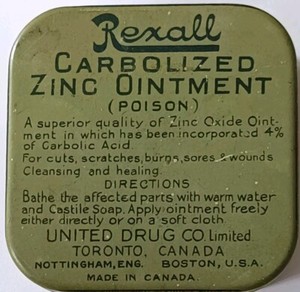 Rexall
CARBOLIZED
ZINC OINTMENT
(POISON)
A superior quality of Zinc Oxide Oint-
ment in which has been incorporated 4%
of Carbolic Acid.
For cuts, scratches, burns, sores & wounds
Cleansing and healing.
DIRECTIONS
Bathe the affected parts with warm water
and Castile Soap. Apply ointment freely
either directly or on a soft cloth.
UNITED DRUG CO. Limited.
TORONTO, CANADA
NOTTINGHAM, ENG. BOSTON, U.S.A.
MADE IN CANADA.